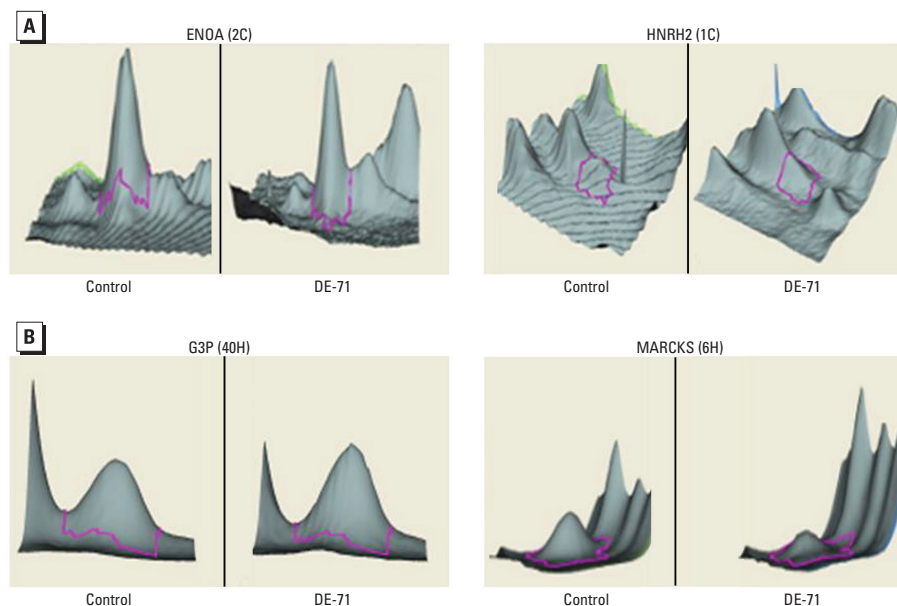 A
ENOA (2C)
HNRH2 (1C)
Control
DE-71
Control
DE-71
B
G3P (40H)
MARCKS (6H)
Control
DE-71
Control
DE-71